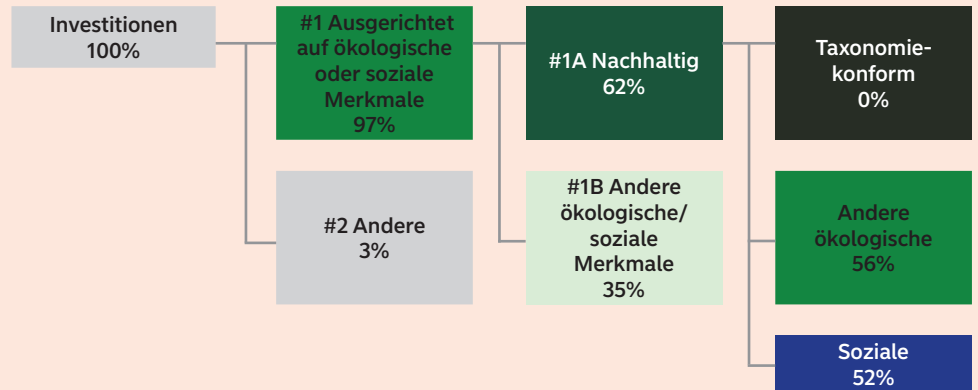 Investitionen
100%
#1 Ausgerichtet
auf ökologische
oder soziale
Merkmale
97%
#1A Nachhaltig
62%
Taxonomie-
konform
0%
#2 Andere
3%
#1B Andere
ökologische/
soziale
Merkmale
35%
Andere
ökologische
56%
Soziale
52%